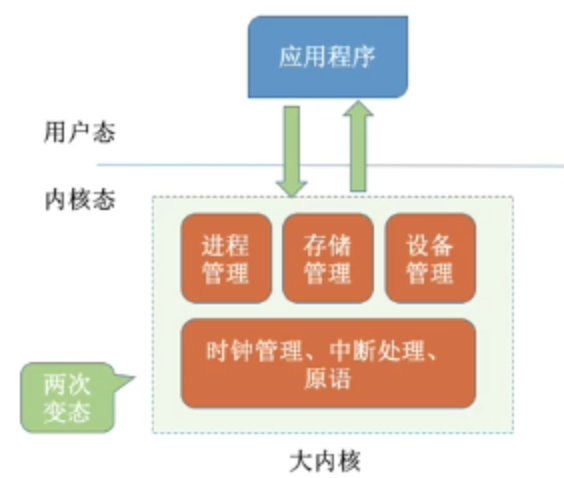 应用程序
用户态
内核态
进程
管理
存储
管理
设备
管理
时钟管理、中断处理、
原语
两次
变态
大内核